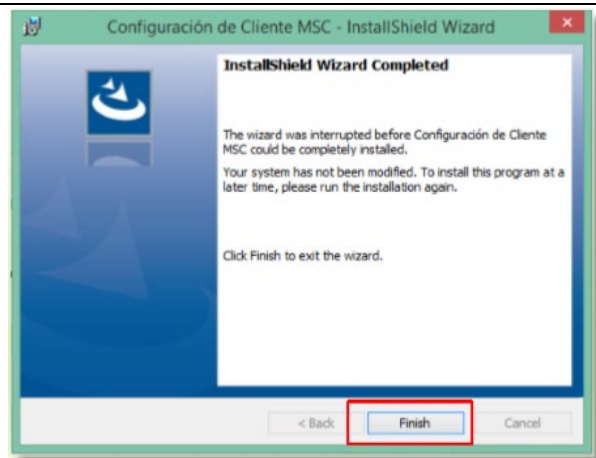 Configuración de Cliente MSC - InstallShield Wizard
InstallShield Wizard Completed
The wizard was interrupted before Configuración de Cliente
MSC could be completely installed.
Your system has not been modified. To install this program at a
later time, please run the installation again.
Click Finish to exit the wizard.
< Back Finish Cancel